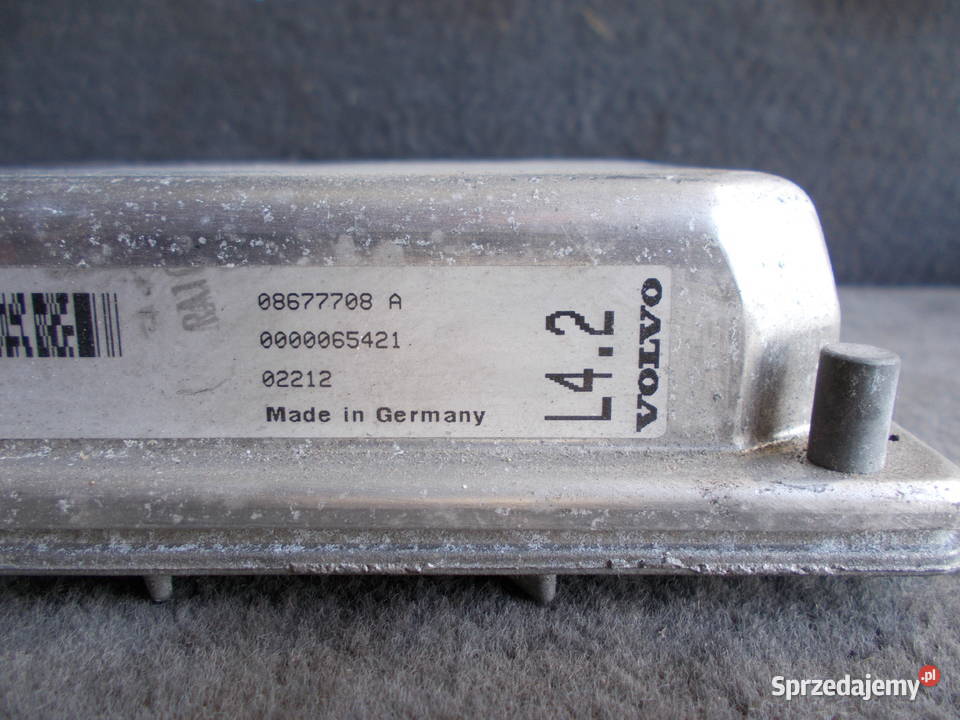 08677708 A
0000065421
02212
Made in Germany
L4.2
VOLVO
Sprzedajemy.pl